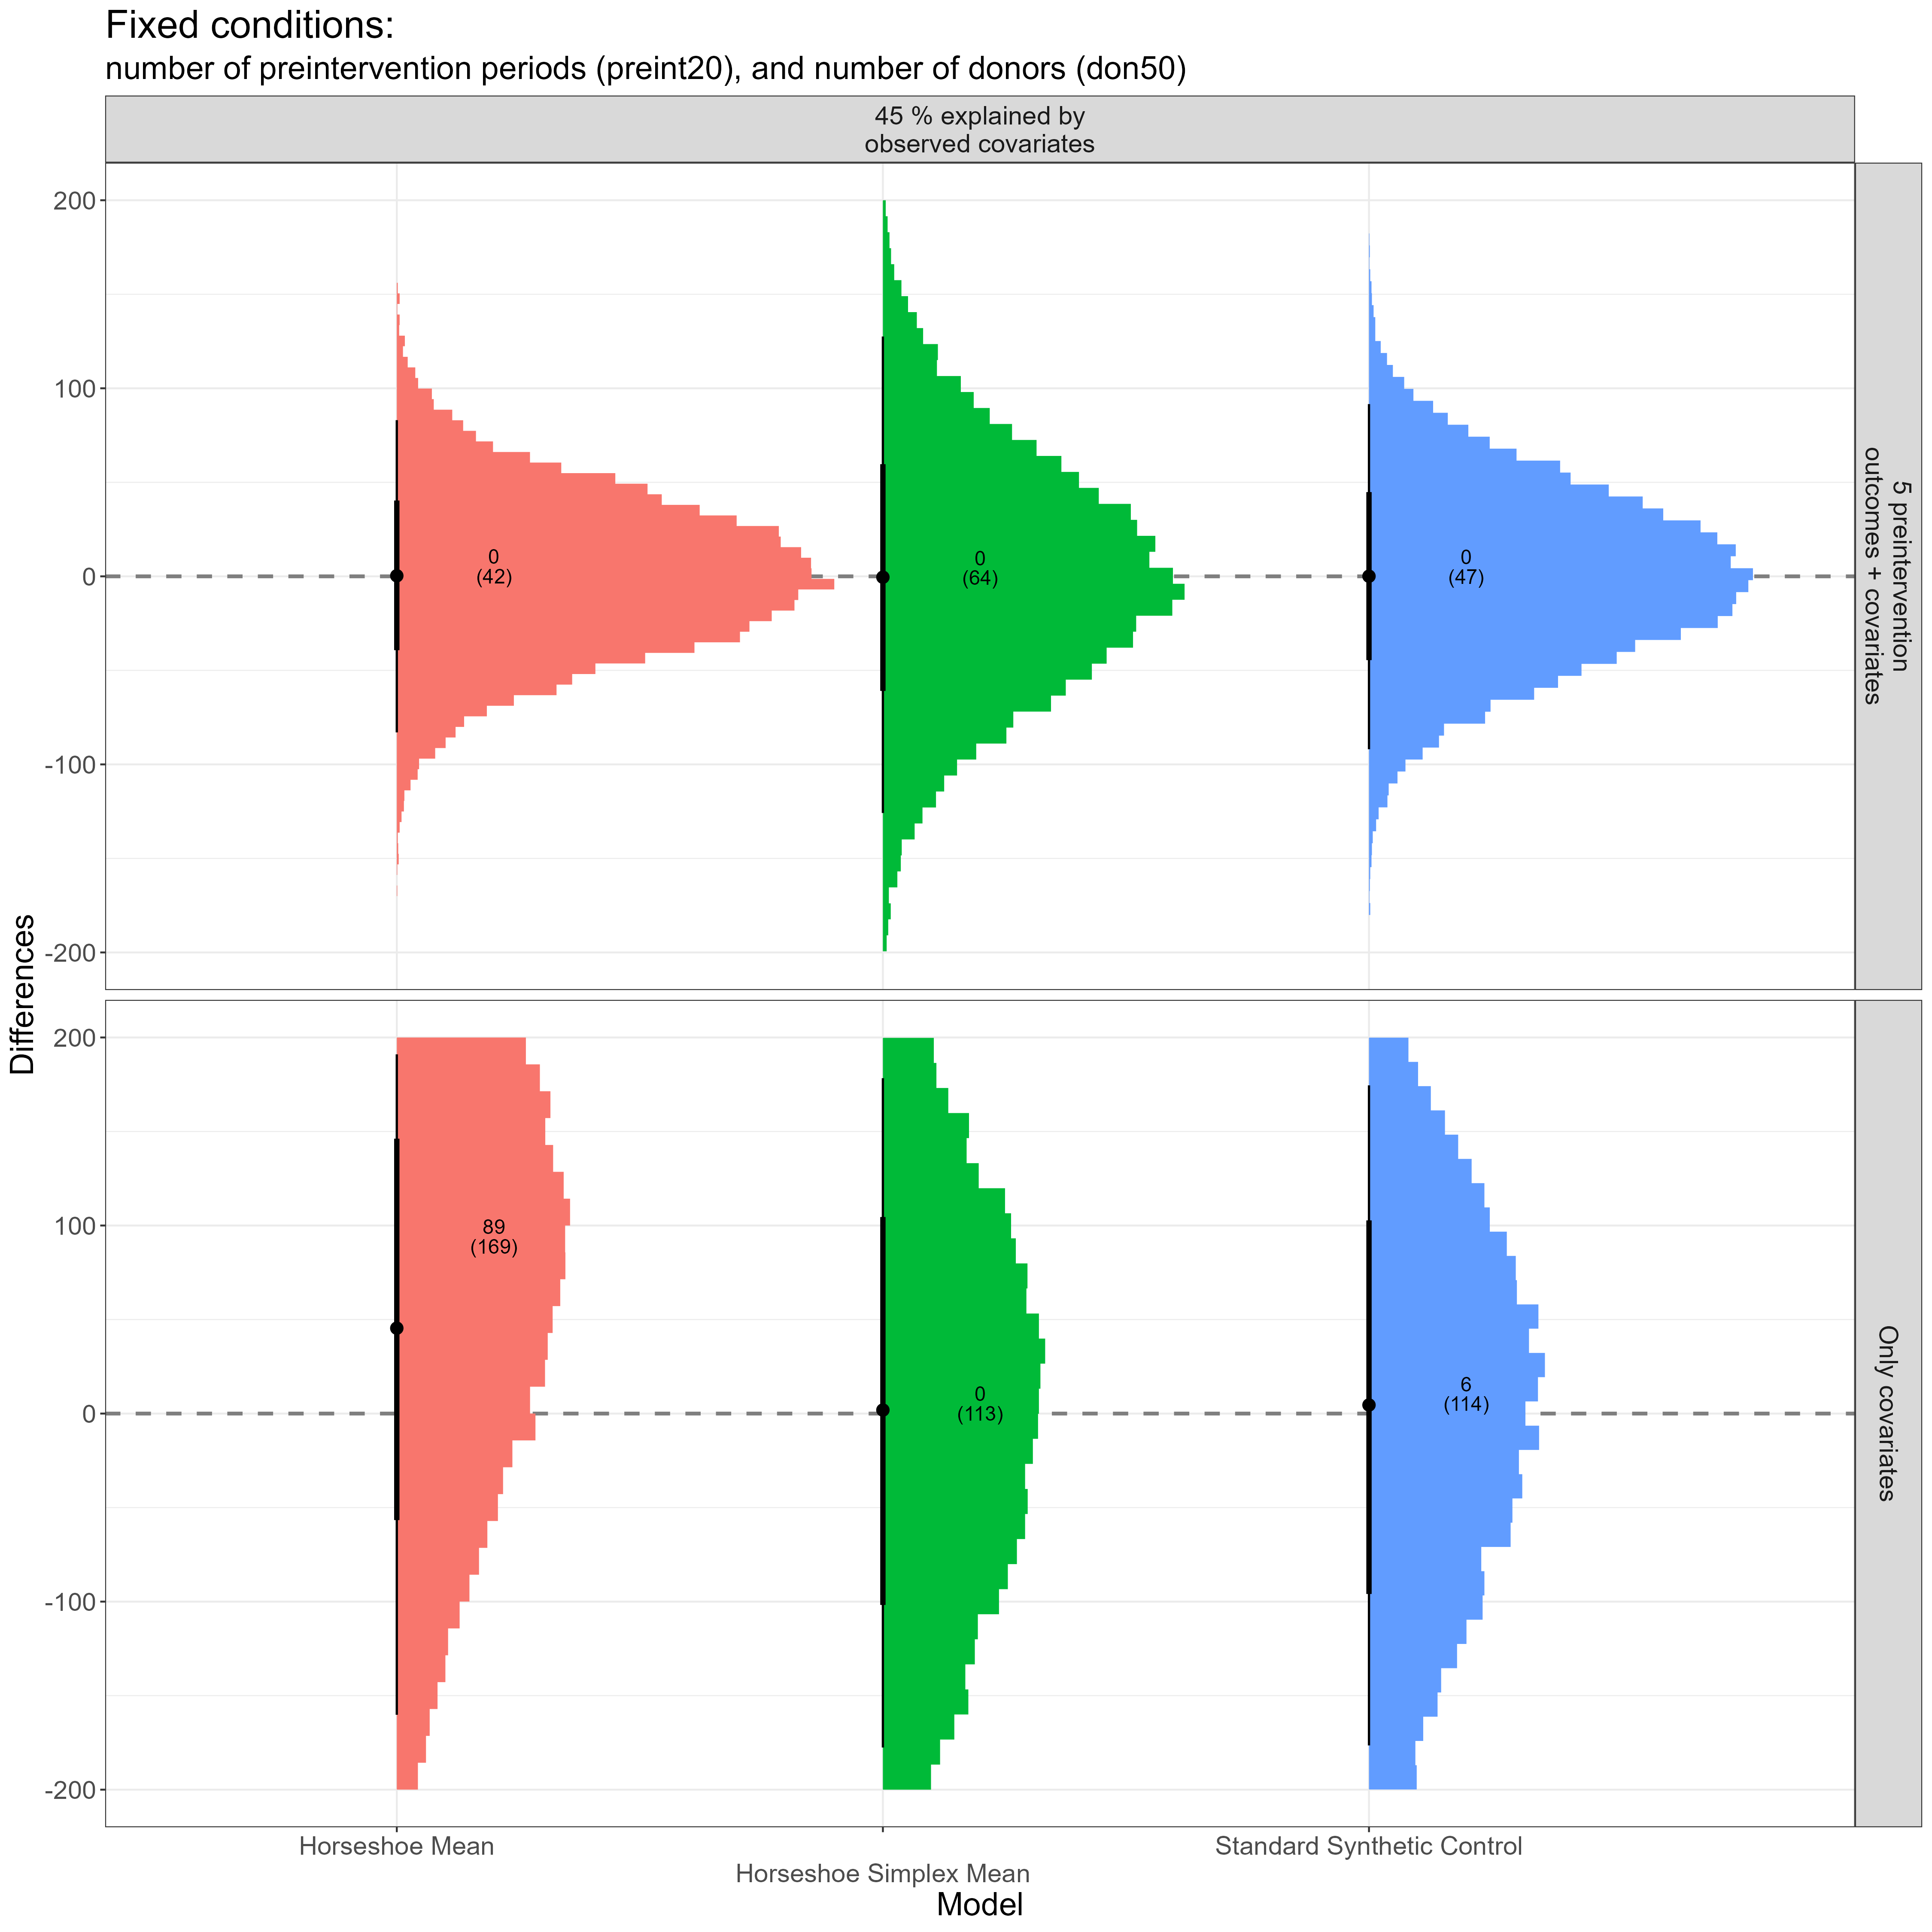 Fixed conditions:
number of preintervention periods (preint20), and number of donors (don50)
45 % explained by
observed covariates
200
100
0
-100
-200
0
(42)
0
(64)
0
(47)
5 preintervention
outcomes + covariates
Differences
200
100
0
-100
-200
89
(169)
0
(113)
6
(114)
Only covariates
Horseshoe Mean
Horseshoe Simplex Mean
Standard Synthetic Control
Model